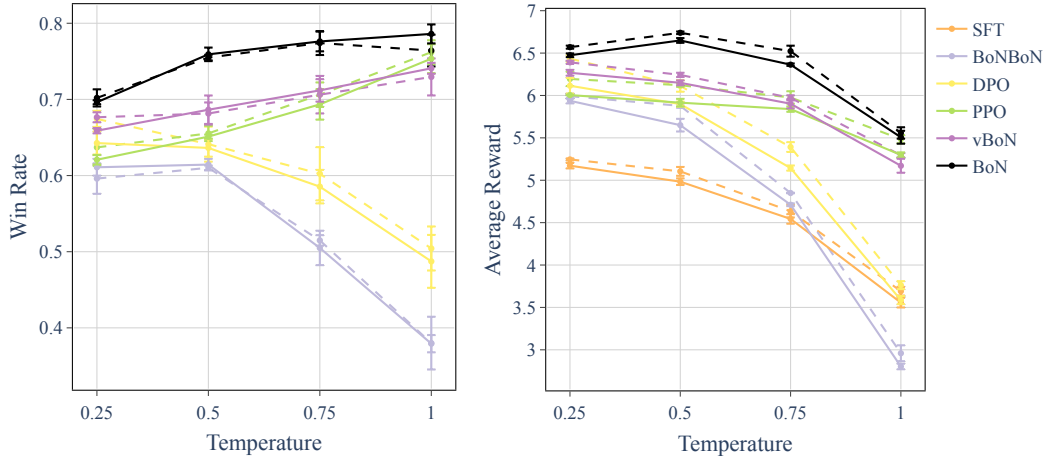 0.8
0.7
0.6
0.5
0.4
Win Rate
0.25
0.5
0.75
1
Temperature
7
6.5
6
5.5
5
4.5
4
3.5
3
Average Reward
0.25
0.5
0.75
1
Temperature
SFT
BoNBoN
DPO
PPO
vBoN
BoN